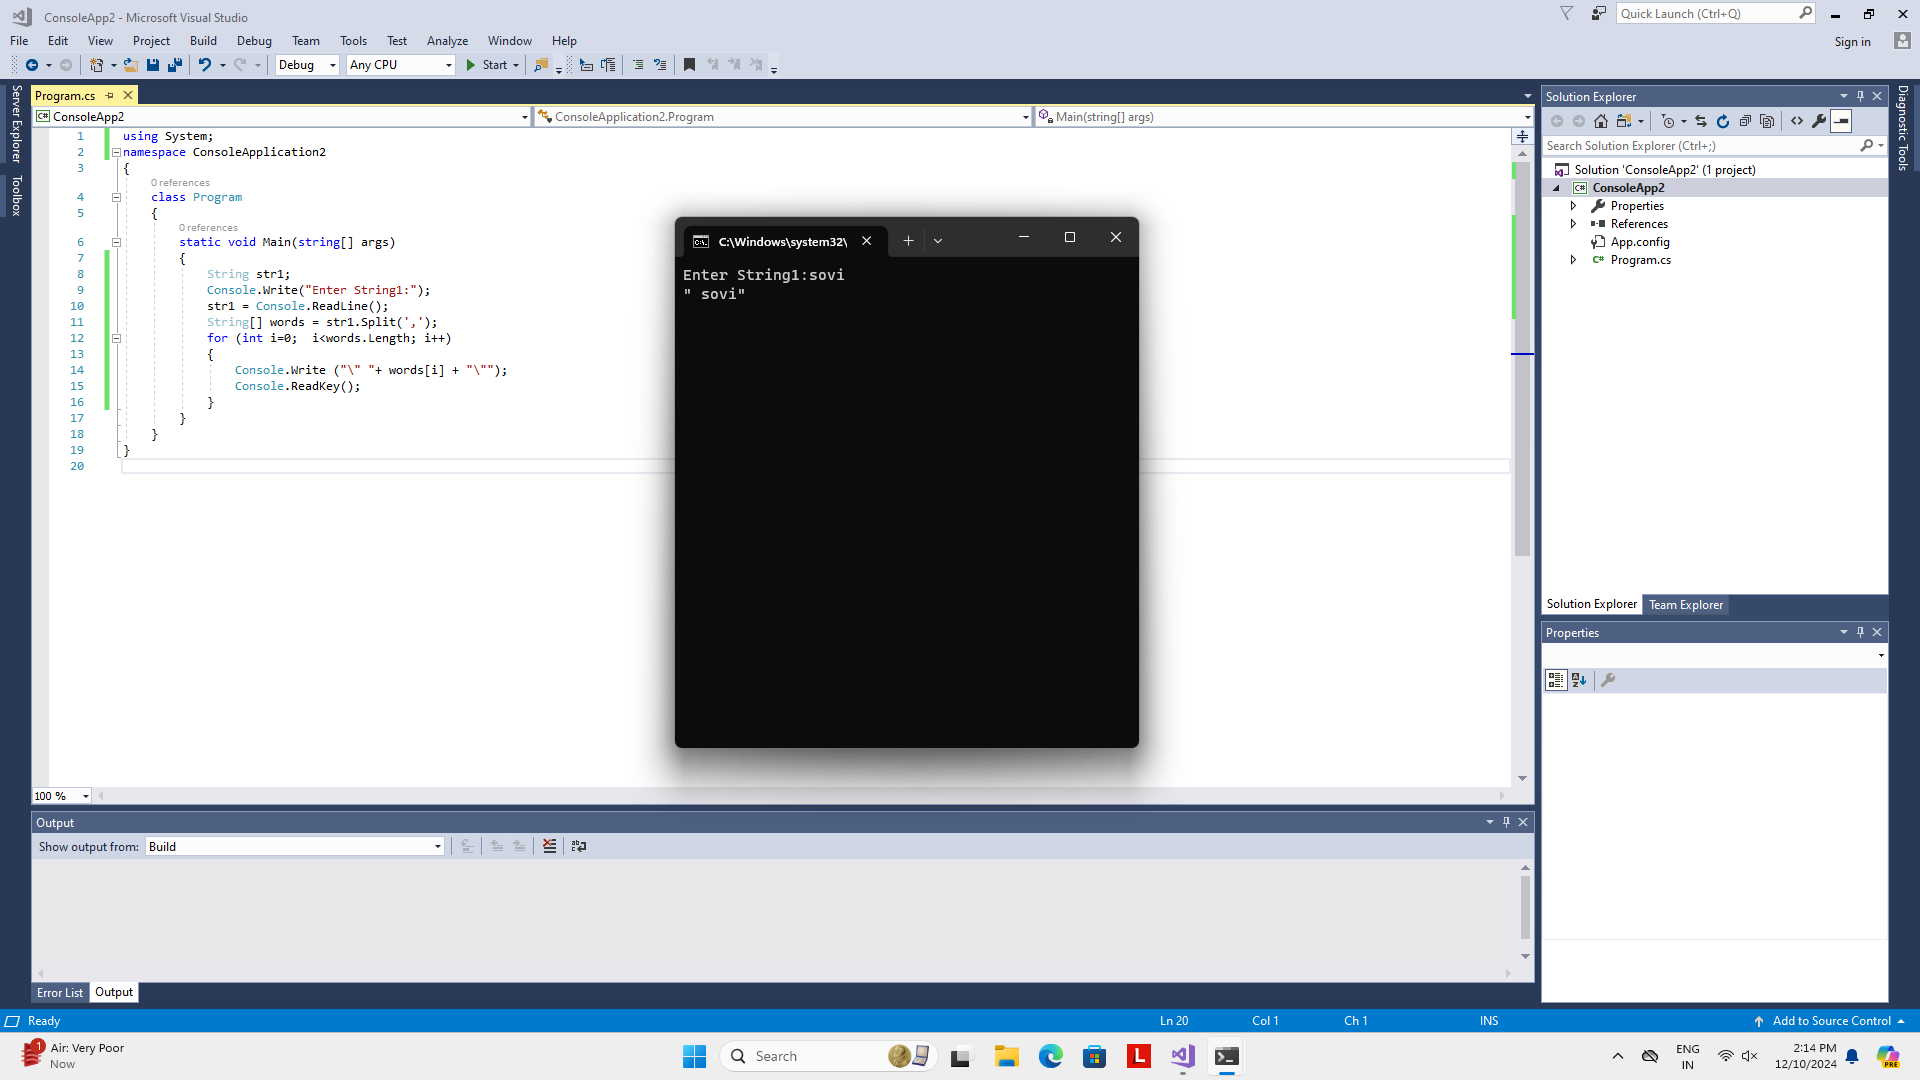 ConsoleApp2 - Microsoft Visual Studio
Quick Launch (Ctrl+Q)
File Edit View Project Build Debug Team Tools Test Analyze Window Help
Sign in
Debug Any CPU Start
Server Explorer
Toolbox
Program.cs
ConsoleApp2
ConsoleApplication2.Program
Main(string[] args)
1 using System;
2 namespace ConsoleApplication2
3 {
0 references
4 class Program
5 {
0 references
6 static void Main(string[] args)
7 {
8 String str1;
9 Console.Write("Enter String1:");
10 str1 = Console.ReadLine();
11 String[] words = str1.Split(',');
12 for (int i=0;  i<words.Length; i++)
13 {
14 Console.Write ("\" "+ words[i] + "\"");
15 Console.ReadKey();
16 }
17 }
18 }
19 }
20
C:\Windows\system32\
Enter String1:sovi
" sovi"
100 %
Solution Explorer
Search Solution Explorer (Ctrl+;)
Solution 'ConsoleApp2' (1 project)
C# ConsoleApp2
Properties
References
App.config
C# Program.cs
Solution Explorer Team Explorer
Properties
Diagnostic Tools
Output
Show output from: Build
Error List Output
Ready
Ln 20 Col 1 Ch 1 INS
Add to Source Control
1
Air: Very Poor
Now
Search
L
ENG
IN
2:14 PM
12/10/2024
PRE